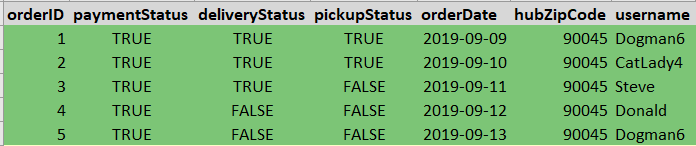 orderID paymentStatus deliveryStatus pickupStatus orderDate hubZipCode username
1 TRUE TRUE TRUE 2019-09-09 90045 Dogman6
2 TRUE TRUE TRUE 2019-09-10 90045 CatLady4
3 TRUE TRUE FALSE 2019-09-11 90045 Steve
4 TRUE FALSE FALSE 2019-09-12 90045 Donald
5 TRUE FALSE FALSE 2019-09-13 90045 Dogman6